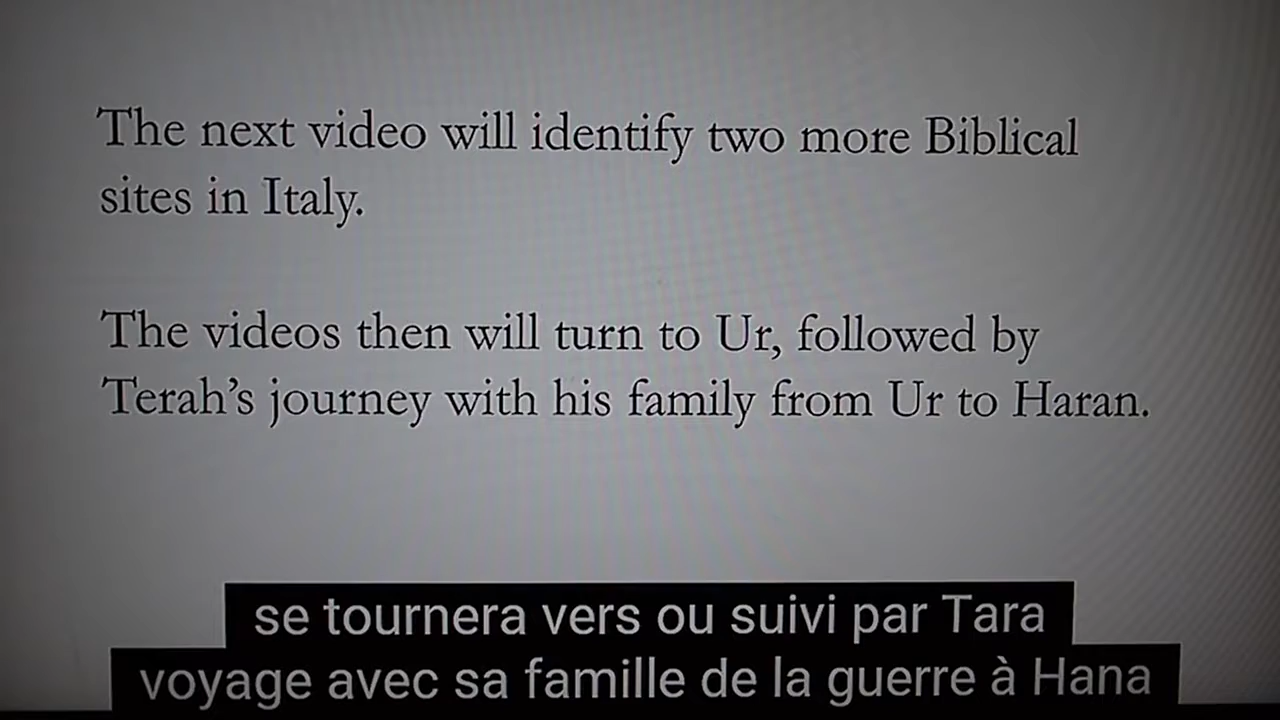 The next video will identify two more Biblical
sites in Italy.
The videos then will turn to Ur, followed by
Terah's journey with his family from Ur to Haran.
se tournera vers ou suivi par Tara
voyage avec sa famille de la guerre à Hana